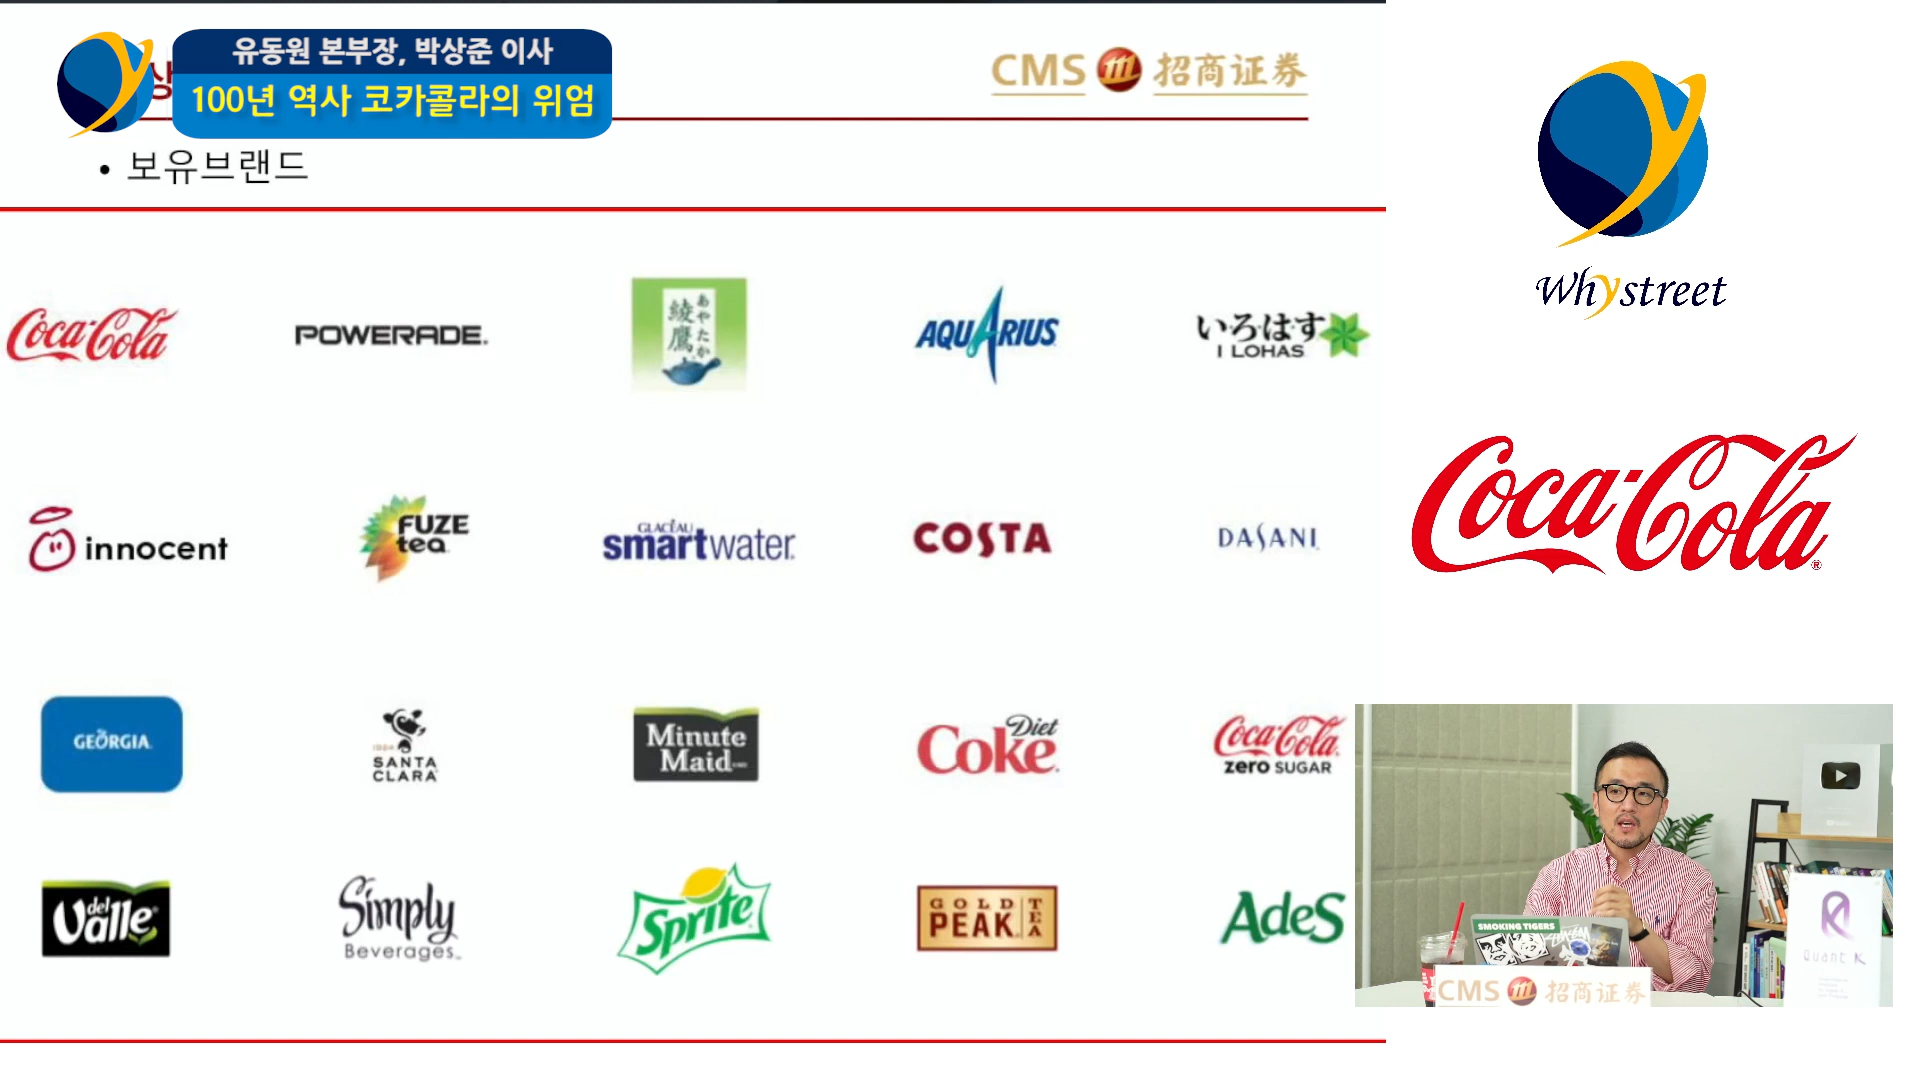 유동원 본부장, 박상준 이사
100년 역사 코카콜라의 위엄
상
CMS 招商证券
• 보유브랜드
Whystreet
Coca-Cola
POWERADE.
あやたか
綾鷹
AQUARIUS
いろはす
I LOHAS
Coca-Cola®
innocent
FUZE
tea
GLACÉAU
smartwater
COSTA
DASANI
GEORGIA
SANTA
CLARA
Minute
Maid
Diet
Coke
Coca-Cola
zero SUGAR
del
Valle
Simply
Beverages
Sprite
GOLD
PEAK
TEA
AdeS
SMOKING TIGERS
CMS 招商证券
Quant K